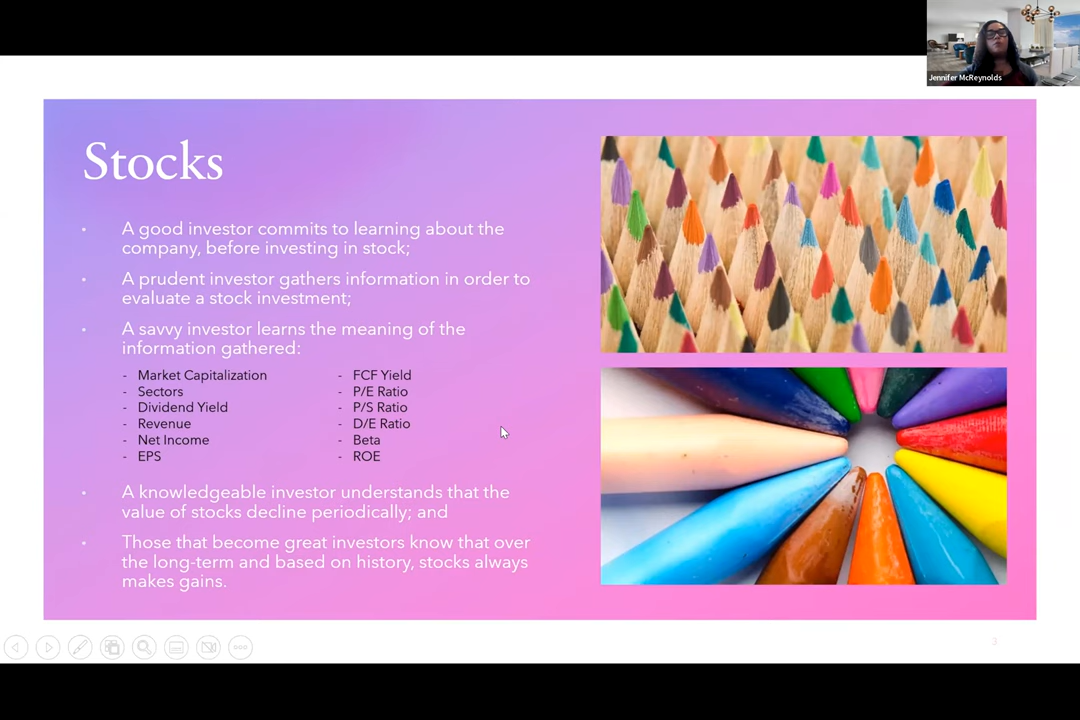 Jennifer McReynolds
Stocks
• A good investor commits to learning about the
company, before investing in stock;
• A prudent investor gathers information in order to
evaluate a stock investment;
• A savvy investor learns the meaning of the
information gathered:
- Market Capitalization
- Sectors
- Dividend Yield
- Revenue
- Net Income
- EPS
- FCF Yield
- P/E Ratio
- P/S Ratio
- D/E Ratio
- Beta
- ROE
• A knowledgeable investor understands that the
value of stocks decline periodically; and
• Those that become great investors know that over
the long-term and based on history, stocks always
makes gains.
3